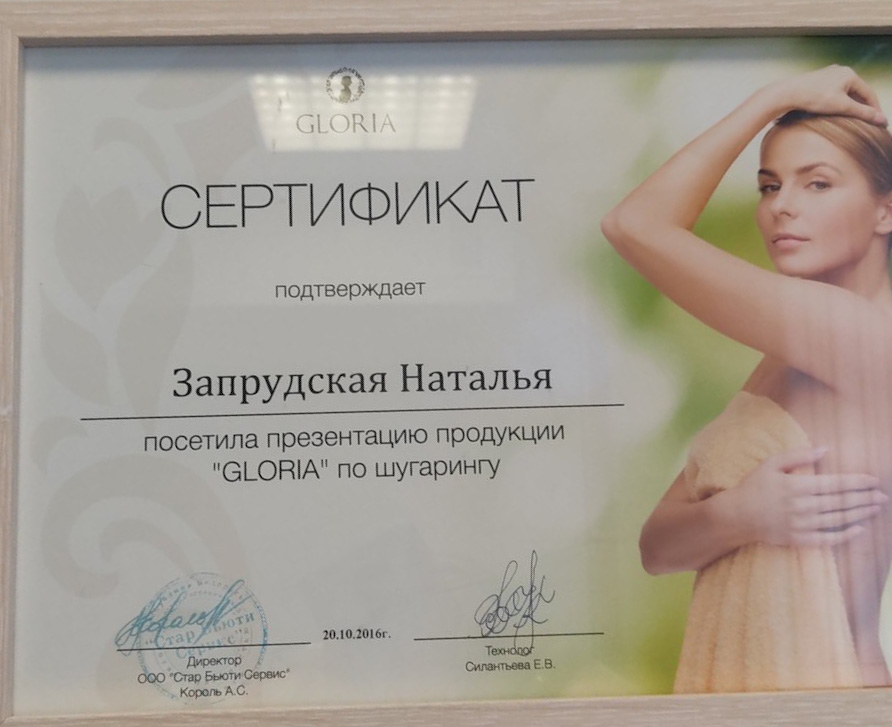 GLORIA
СЕРТИФИКАТ
подтверждает
Запрудская Наталья
посетила презентацию продукции
"GLORIA" по шугарингу
"Стар Бьюти
Сервис"
20.10.2016г.
Директор
ООО "Стар Бьюти Сервис"
Король А.С.
Технолог
Силантьева Е.В.